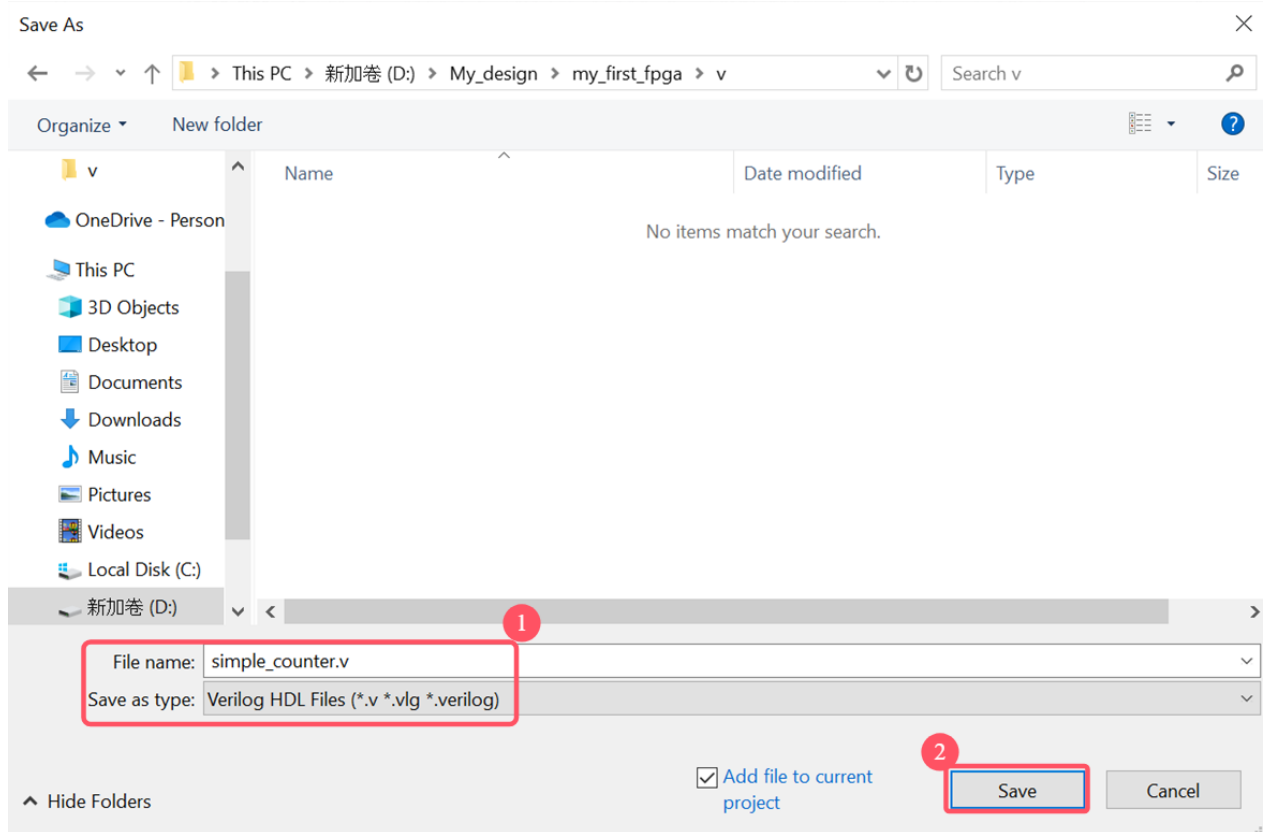 Save As
This PC > 新加卷 (D:) > My_design > my_first_fpga > v
Search v
Organize
New folder
Name
Date modified
Type
Size
v
No items match your search.
OneDrive - Person
This PC
3D Objects
Desktop
Documents
Downloads
Music
Pictures
Videos
Local Disk (C:)
新加卷 (D:)
1
File name: simple_counter.v
Save as type: Verilog HDL Files (*.v *.vlg *.verilog)
2
Add file to current
project
Save
Cancel
Hide Folders